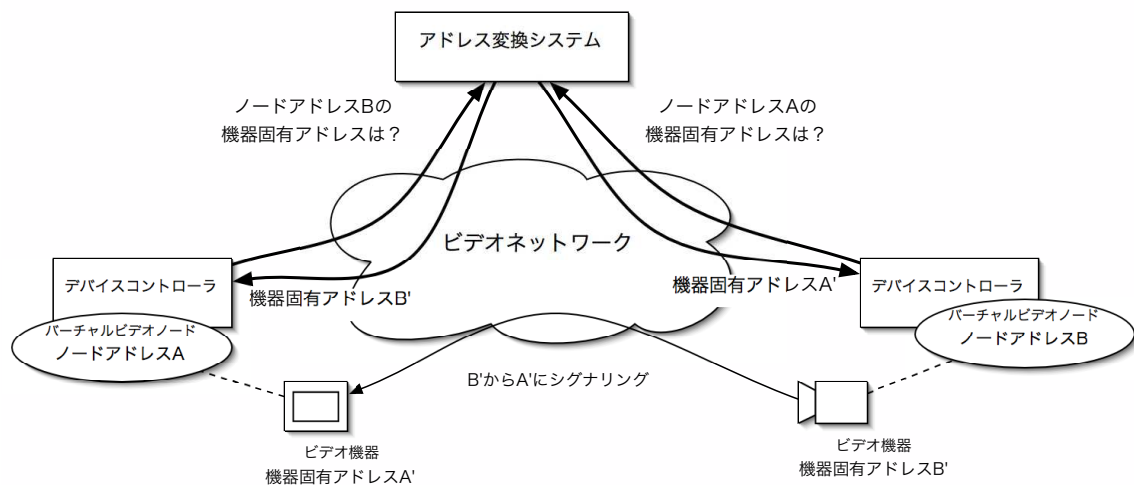 アドレス変換システム
ノードアドレスBの
機器固有アドレスは？
ノードアドレスAの
機器固有アドレスは？
ビデオネットワーク
デバイスコントローラ
機器固有アドレスB'
機器固有アドレスA'
デバイスコントローラ
バーチャルビデオノード
ノードアドレスA
バーチャルビデオノード
ノードアドレスB
B'からA'にシグナリング
ビデオ機器
機器固有アドレスA'
ビデオ機器
機器固有アドレスB'